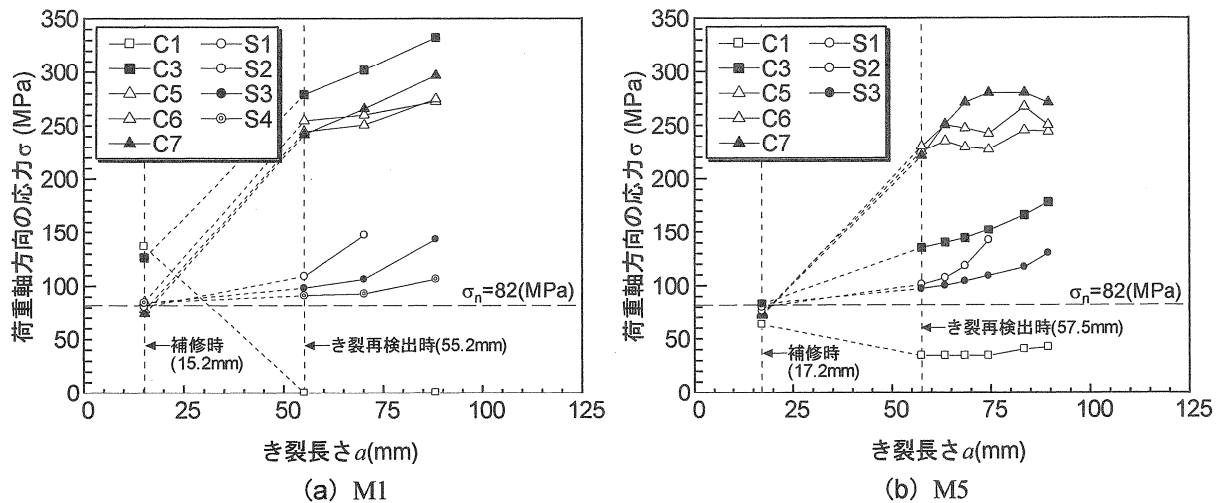 350
300
250
200
150
100
50
0
荷重軸方向の応力σ (MPa)
C1 S1
C3 S2
C5 S3
C6 S4
C7
σn=82(MPa)
補修時
(15.2mm)
き裂再検出時(55.2mm)
0 25 50 75 100 125
き裂長さa(mm)
(a) M1
350
300
250
200
150
100
50
0
荷重軸方向の応力σ (MPa)
C1 S1
C3 S2
C5 S3
C6
C7
σn=82(MPa)
き裂再検出時(57.5mm)
補修時
(17.2mm)
0 25 50 75 100 125
き裂長さa(mm)
(b) M5